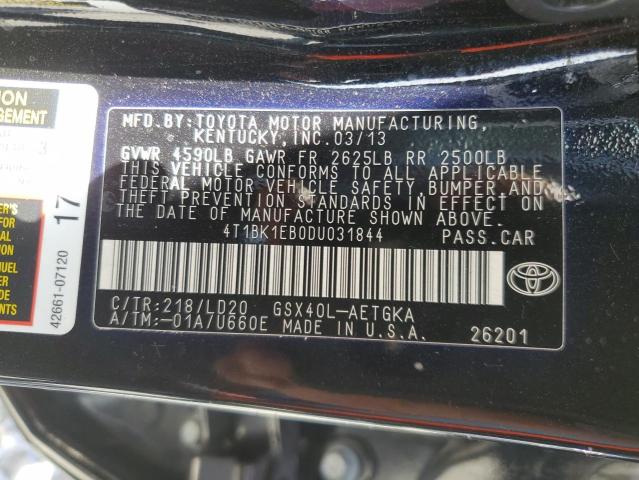 MFD.BY:TOYOTA MOTOR MANUFACTURING,
KENTUCKY,INC.03/13
GVWR 4590LB GAWR FR 2625LB RR 2500LB
THIS VEHICLE CONFORMS TO ALL APPLICABLE
FEDERAL MOTOR VEHICLE SAFETY, BUMPER AND
THEFT PREVENTION STANDARDS IN EFFECT ON
THE DATE OF MANUFACTURE SHOWN ABOVE.
4T1BK1EB0DU031844 PASS.CAR
C/TR:218/LD20 GSX40L-AETGKA
A/TM:-01A/U660E MADE IN U.S.A. 26201
TOYOTA
17
42661-07120